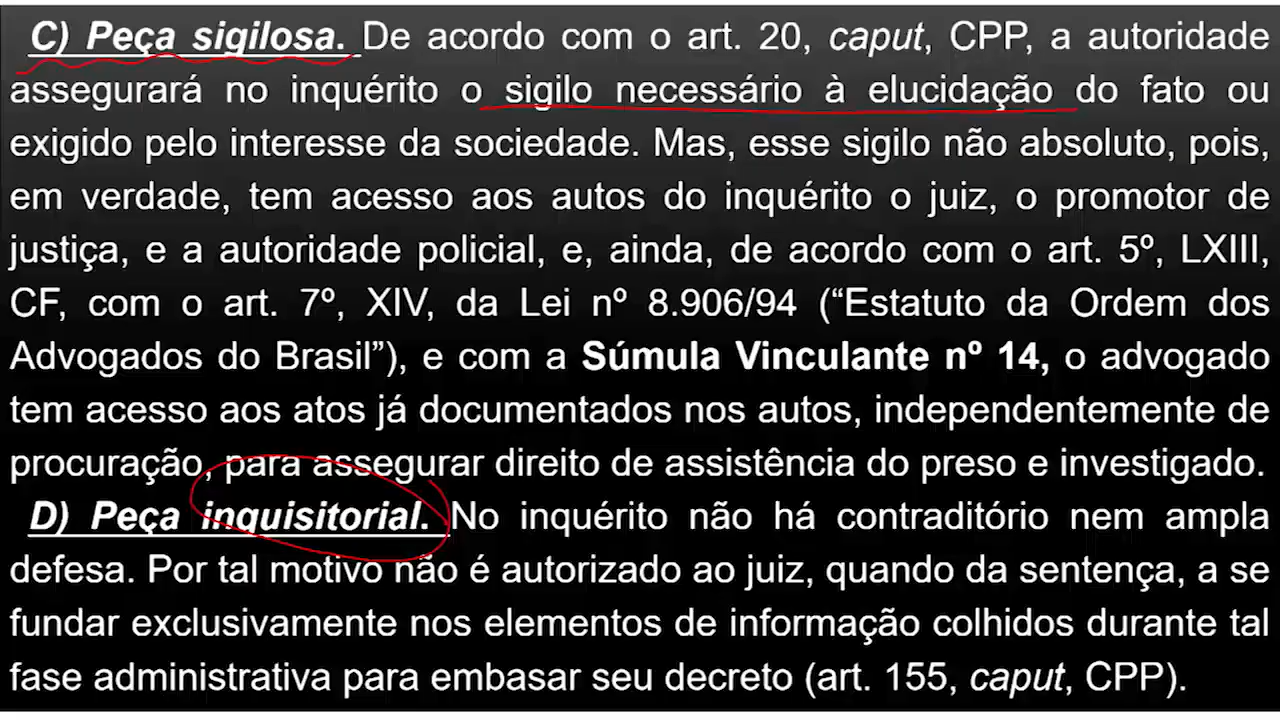 C) Peça sigilosa. De acordo com o art. 20, caput, CPP, a autoridade
assegurará no inquérito o sigilo necessário à elucidação do fato ou
exigido pelo interesse da sociedade. Mas, esse sigilo não absoluto, pois,
em verdade, tem acesso aos autos do inquérito o juiz, o promotor de
justiça, e a autoridade policial, e, ainda, de acordo com o art. 5º, LXIII,
CF, com o art. 7º, XIV, da Lei nº 8.906/94 (“Estatuto da Ordem dos
Advogados do Brasil”), e com a Súmula Vinculante nº 14, o advogado
tem acesso aos atos já documentados nos autos, independentemente de
procuração, para assegurar direito de assistência do preso e investigado.
D) Peça inquisitorial. No inquérito não há contraditório nem ampla
defesa. Por tal motivo não é autorizado ao juiz, quando da sentença, a se
fundar exclusivamente nos elementos de informação colhidos durante tal
fase administrativa para embasar seu decreto (art. 155, caput, CPP).